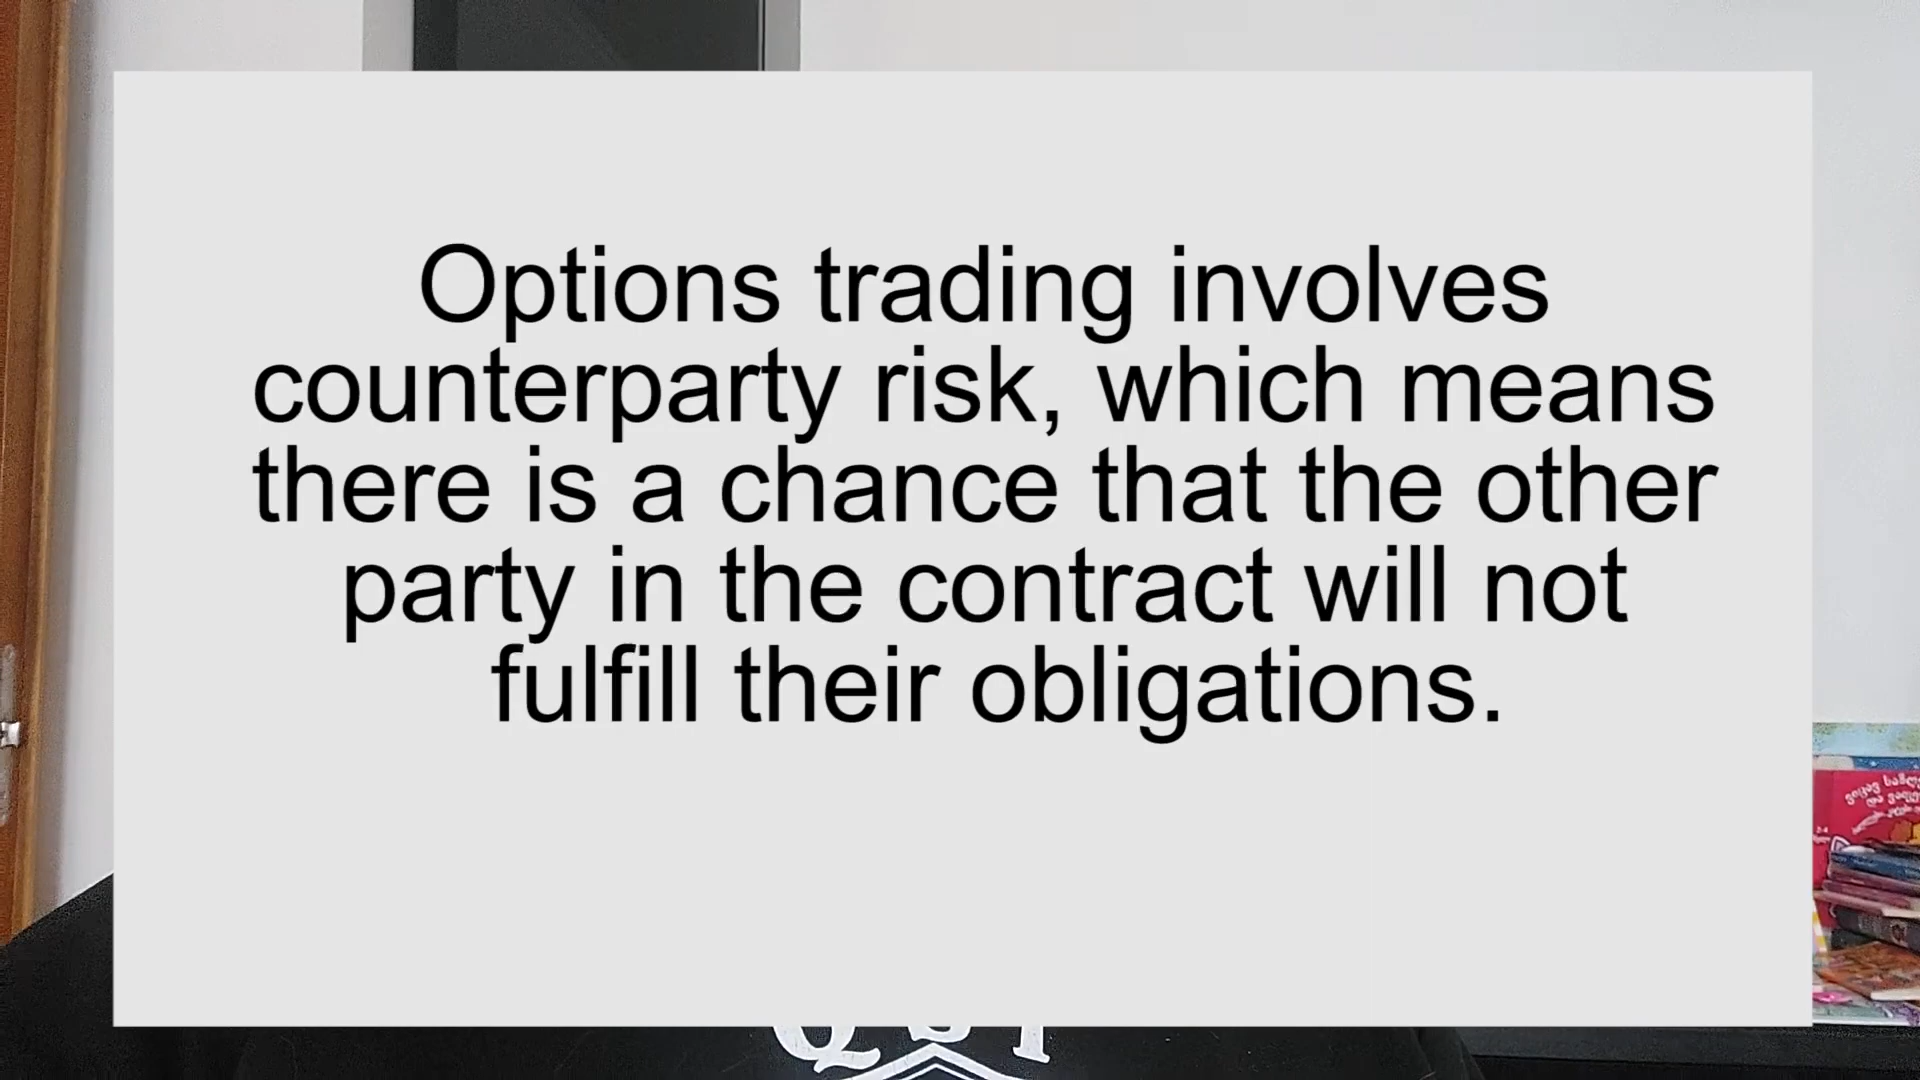 Options trading involves
counterparty risk, which means
there is a chance that the other
party in the contract will not
fulfill their obligations.